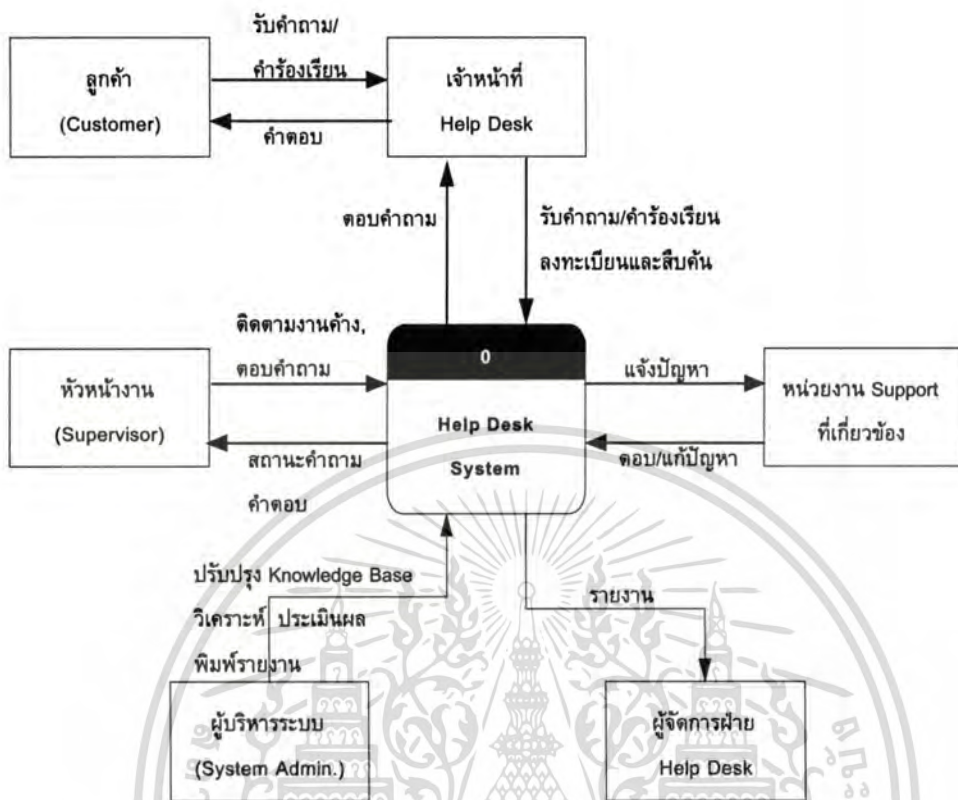 รับคำถาม/
คำร้องเรียน
ลูกค้า
(Customer)
เจ้าหน้าที่
Help Desk
คำตอบ
ตอบคำถาม
รับคำถาม/คำร้องเรียน
ลงทะเบียนและสืบค้น
ติดตามงานค้าง,
ตอบคำถาม
หัวหน้างาน
(Supervisor)
สถานะคำถาม
คำตอบ
0
Help Desk
System
แจ้งปัญหา
หน่วยงาน Support
ที่เกี่ยวข้อง
ตอบ/แก้ปัญหา
ปรับปรุง Knowledge Base
วิเคราะห์ ประเมินผล
พิมพ์รายงาน
รายงาน
ผู้บริหารระบบ
(System Admin.)
ผู้จัดการฝ่าย
Help Desk